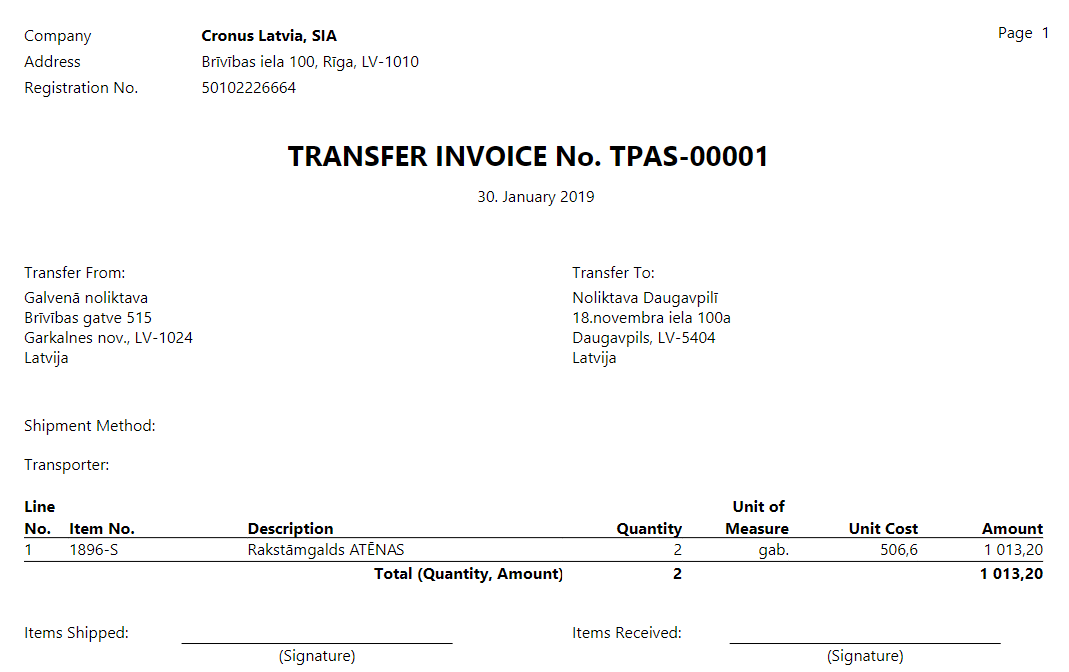 Company Cronus Latvia, SIA Page 1
Address Brīvības iela 100, Rīga, LV-1010
Registration No. 50102226664
TRANSFER INVOICE No. TPAS-00001
30. January 2019
Transfer From: Transfer To:
Galvenā noliktava Noliktava Daugavpilī
Brīvības gatve 515 18.novembra iela 100a
Garkalnes nov., LV-1024 Daugavpils, LV-5404
Latvija Latvija
Shipment Method:
Transporter:
Line Unit of
No. Item No. Description Quantity Measure Unit Cost Amount
1 1896-S Rakstāmgalds ATĒNAS 2 gab. 506,6 1 013,20
Total (Quantity, Amount) 2 1 013,20
Items Shipped: Items Received:
(Signature) (Signature)